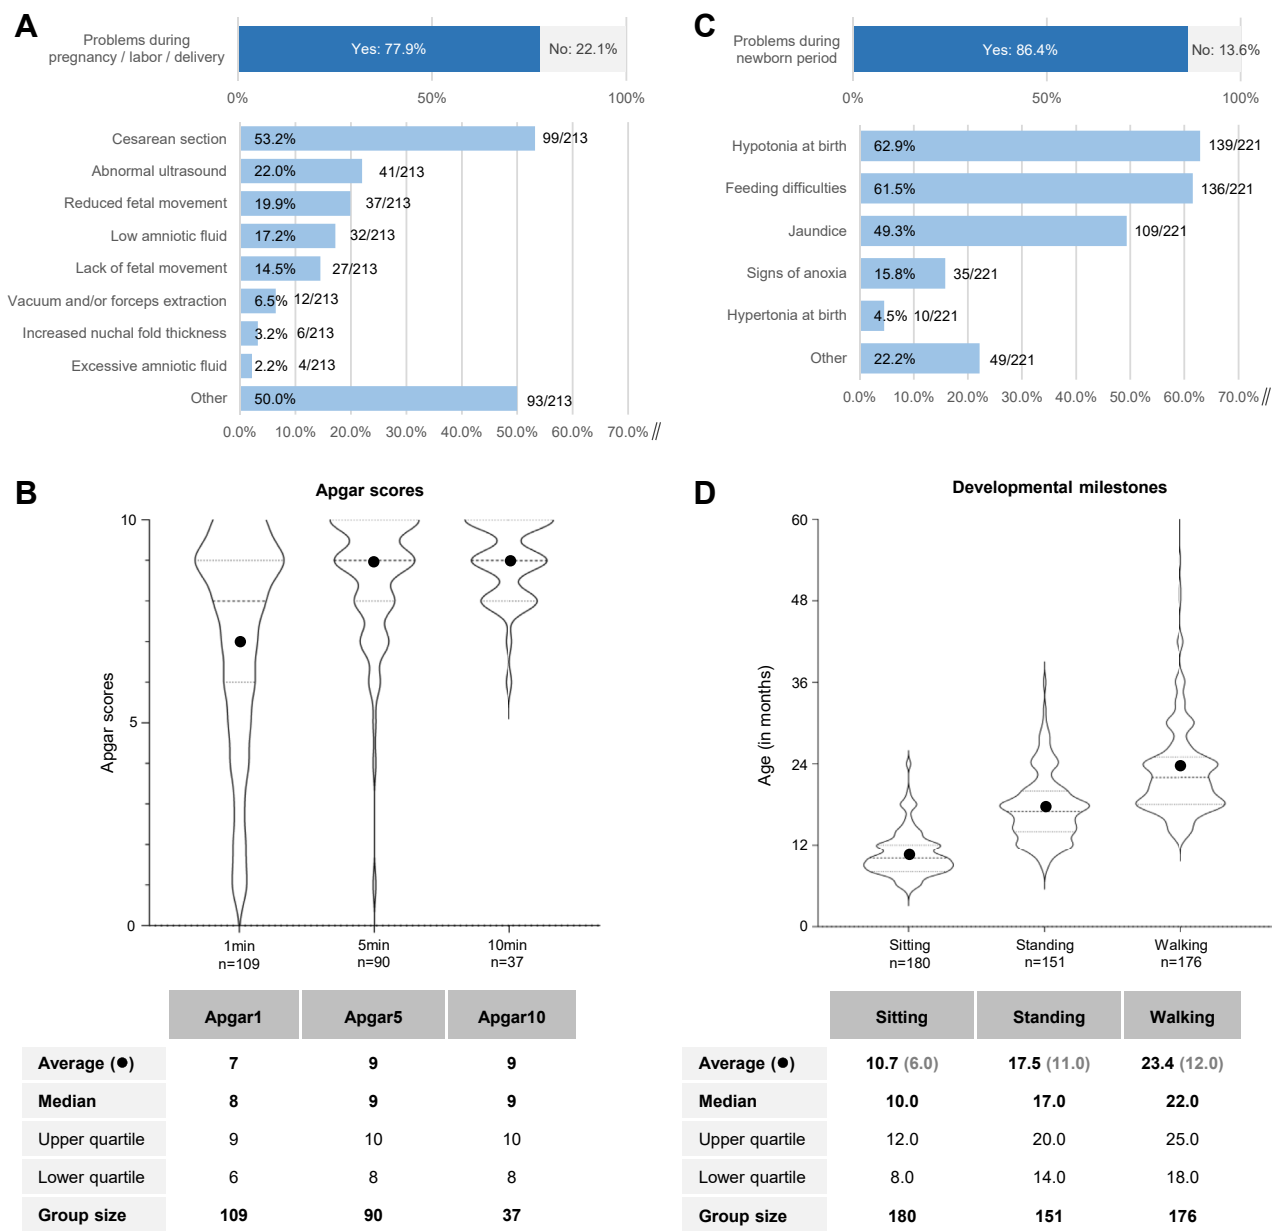 A
Problems during
pregnancy / labor / delivery
Yes: 77.9%
No: 22.1%
0%
50%
100%
Cesarean section
53.2%
99/213
Abnormal ultrasound
22.0%
41/213
Reduced fetal movement
19.9%
37/213
Low amniotic fluid
17.2%
32/213
Lack of fetal movement
14.5%
27/213
Vacuum and/or forceps extraction
6.5%
12/213
Increased nuchal fold thickness
3.2%
6/213
Excessive amniotic fluid
2.2%
4/213
Other
50.0%
93/213
0.0% 10.0% 20.0% 30.0% 40.0% 50.0% 60.0% 70.0% //
C
Problems during
newborn period
Yes: 86.4%
No: 13.6%
0%
50%
100%
Hypotonia at birth
62.9%
139/221
Feeding difficulties
61.5%
136/221
Jaundice
49.3%
109/221
Signs of anoxia
15.8%
35/221
Hypertonia at birth
4.5%
10/221
Other
22.2%
49/221
0.0% 10.0% 20.0% 30.0% 40.0% 50.0% 60.0% 70.0% //
B
Apgar scores
Apgar scores
10
5
0
1min
n=109
5min
n=90
10min
n=37
Apgar1 Apgar5 Apgar10
Average (●) 7 9 9
Median 8 9 9
Upper quartile 9 10 10
Lower quartile 6 8 8
Group size 109 90 37
D
Developmental milestones
Age (in months)
60
48
36
24
12
0
Sitting
n=180
Standing
n=151
Walking
n=176
Sitting Standing Walking
Average (●) 10.7 (6.0) 17.5 (11.0) 23.4 (12.0)
Median 10.0 17.0 22.0
Upper quartile 12.0 20.0 25.0
Lower quartile 8.0 14.0 18.0
Group size 180 151 176